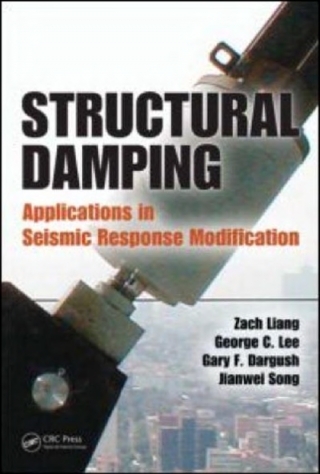 STRUCTURAL
DAMPING
Applications in
Seismic Response Modification
Zach Liang
George C. Lee
Gary F. Dargush
Jianwei Song
CRC Press